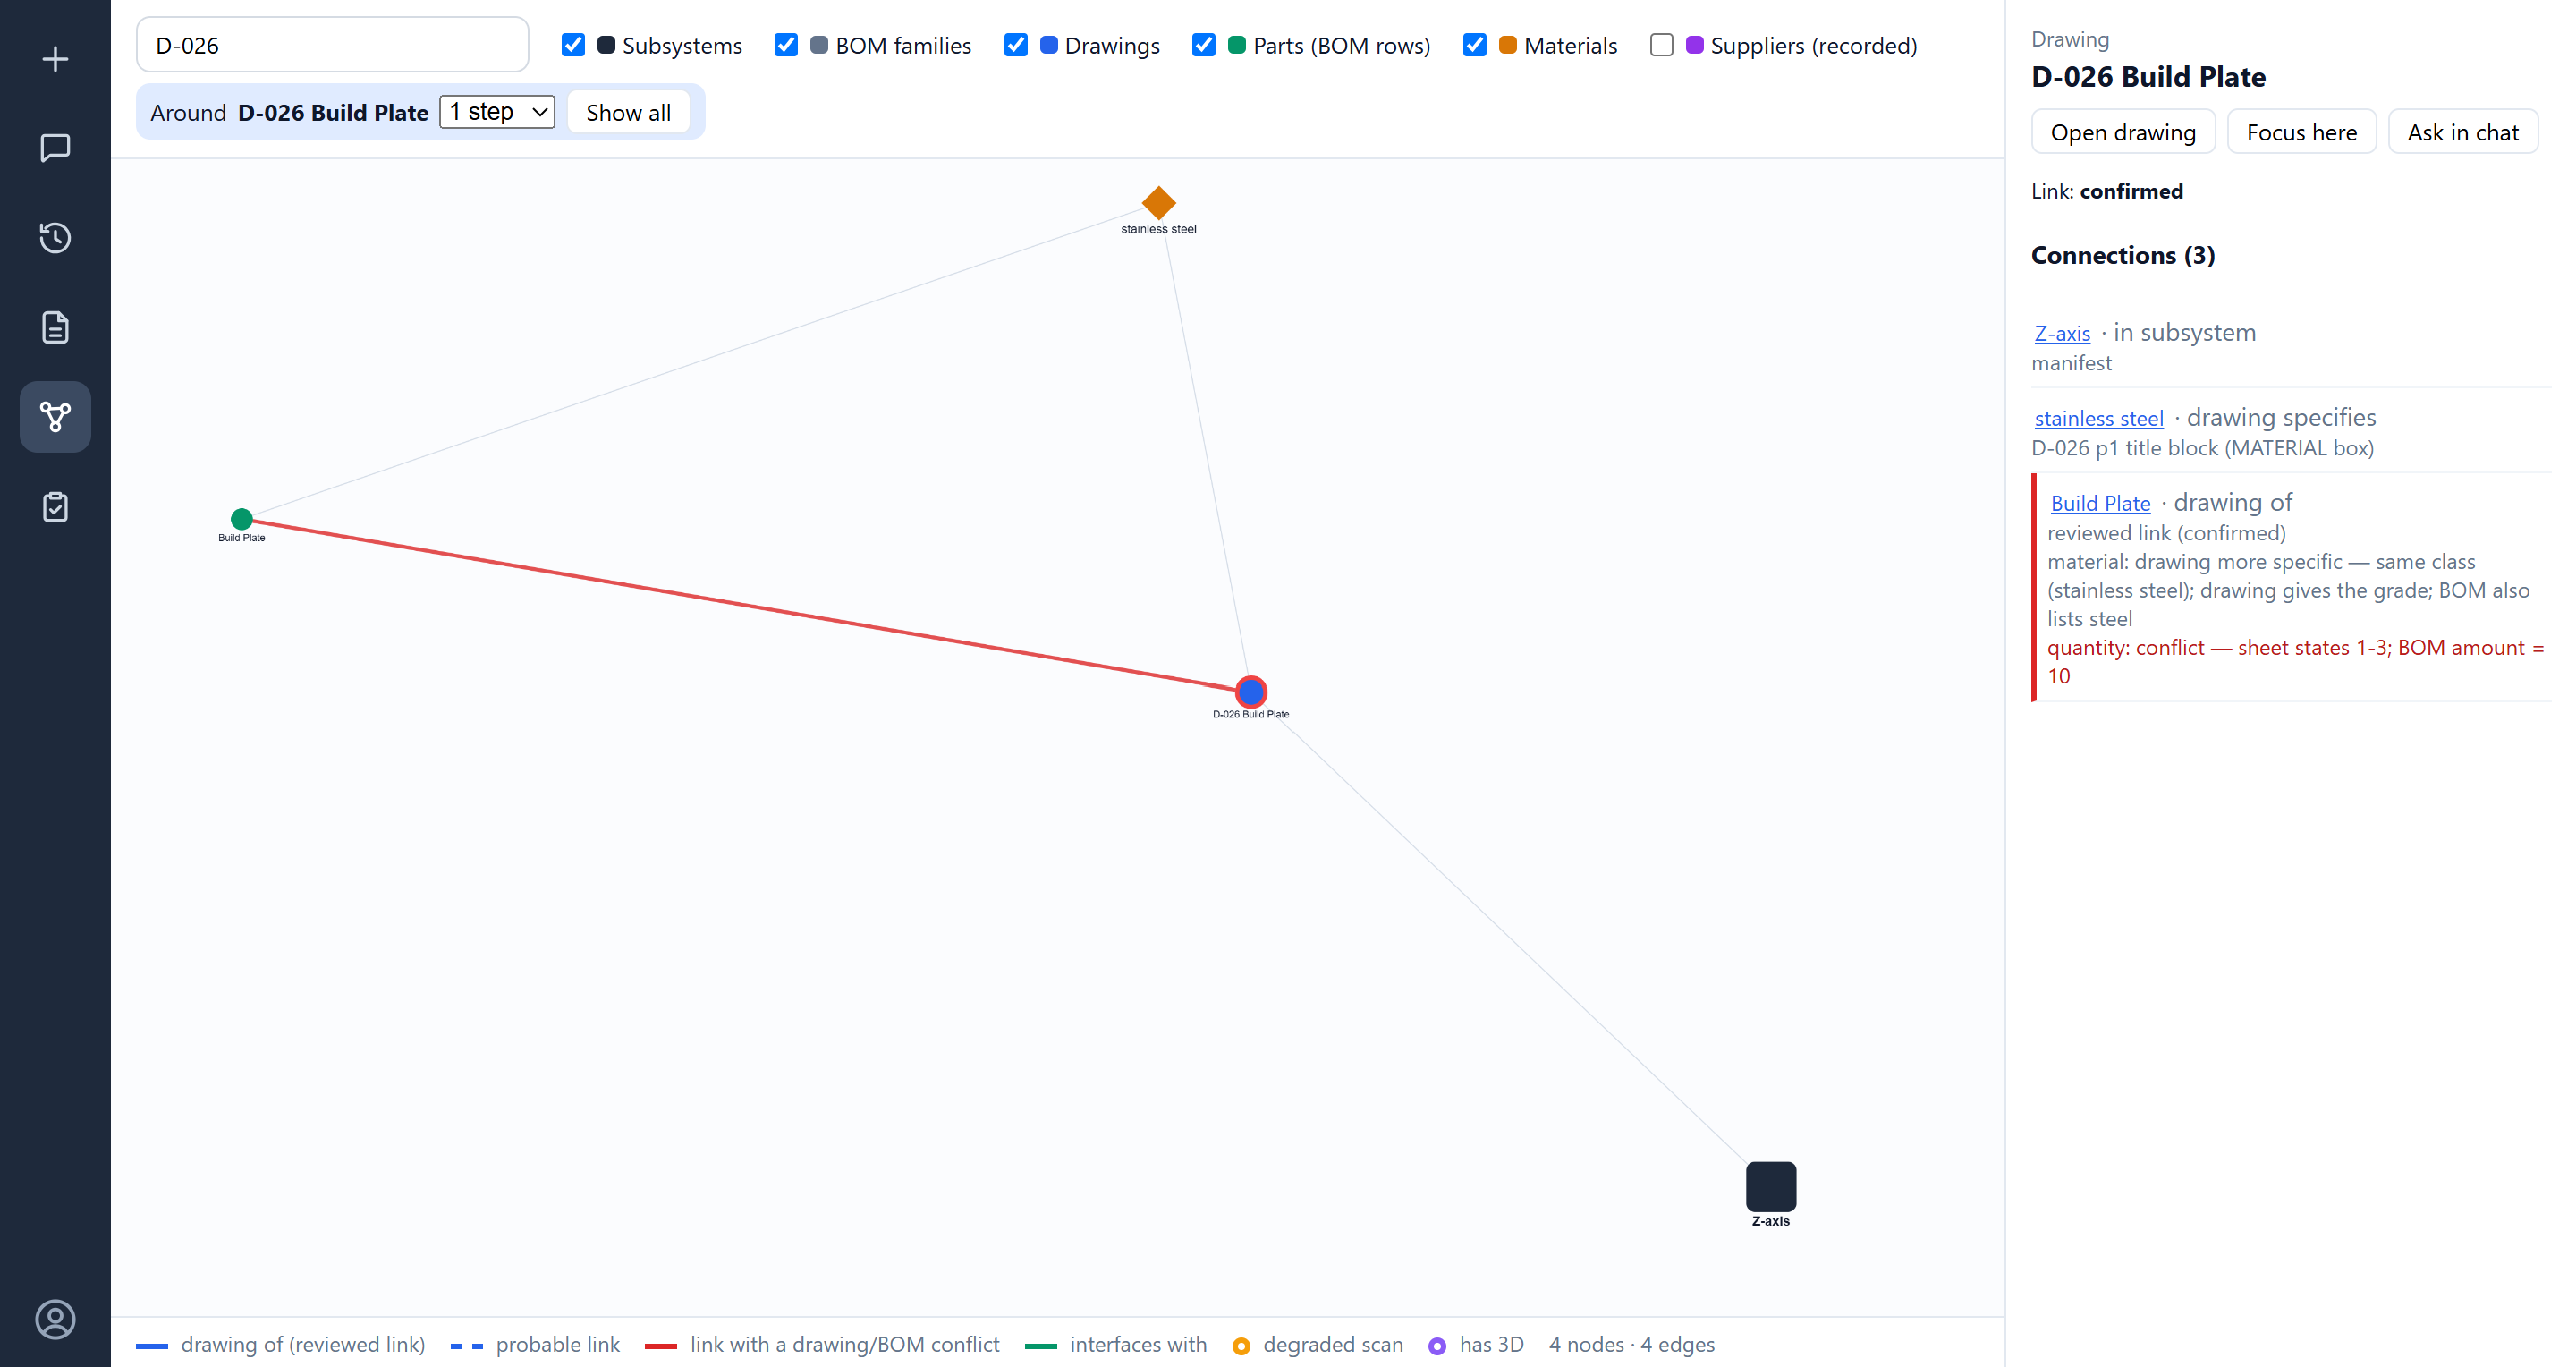 D-026
Subsystems
BOM families
Drawings
Parts (BOM rows)
Materials
Suppliers (recorded)
Around D-026 Build Plate 1 step Show all
stainless steel
Build Plate
D-026 Build Plate
Z-axis
drawing of (reviewed link)
probable link
link with a drawing/BOM conflict
interfaces with
degraded scan
has 3D
4 nodes · 4 edges
Drawing
D-026 Build Plate
Open drawing
Focus here
Ask in chat
Link: confirmed
Connections (3)
Z-axis · in subsystem
manifest
stainless steel · drawing specifies
D-026 p1 title block (MATERIAL box)
Build Plate · drawing of
reviewed link (confirmed)
material: drawing more specific — same class
(stainless steel); drawing gives the grade; BOM also
lists steel
quantity: conflict — sheet states 1-3; BOM amount =
10